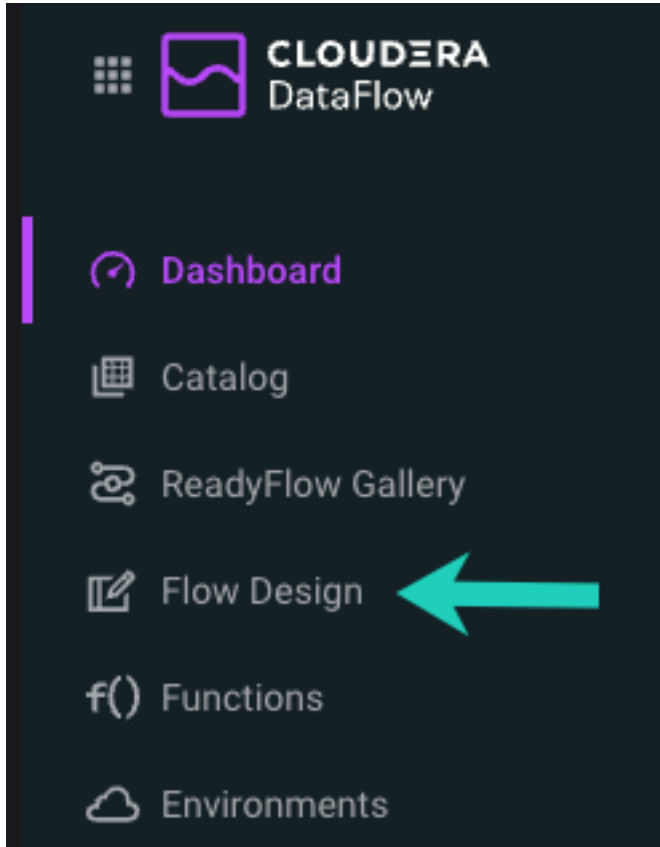 CLOUDERA
DataFlow
Dashboard
Catalog
ReadyFlow Gallery
Flow Design
f() Functions
Environments